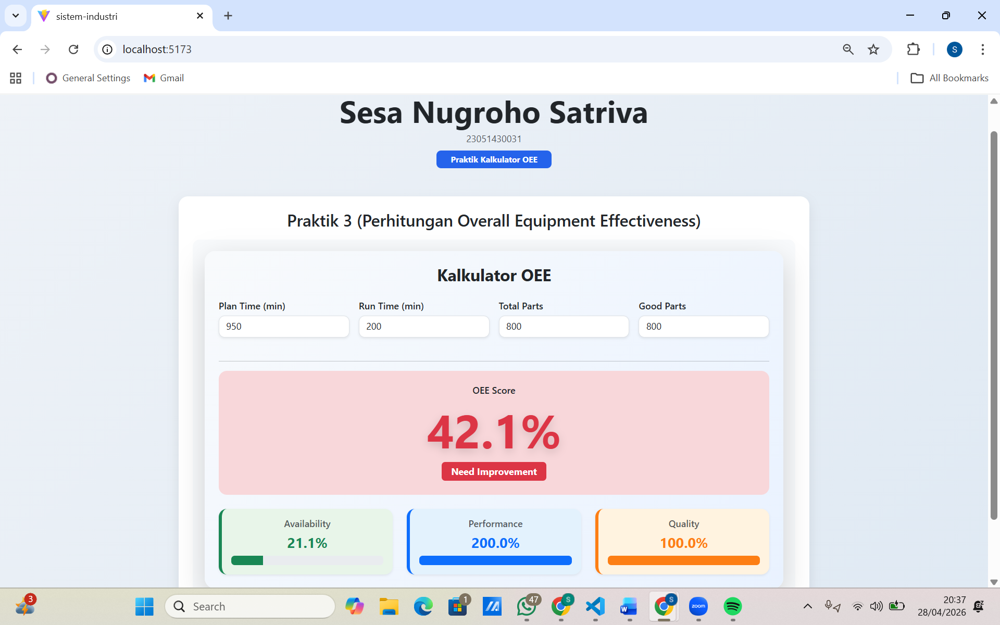 sistem-industri
localhost:5173
S
General Settings
Gmail
All Bookmarks
Sesa Nugroho Satriva
23051430031
Praktik Kalkulator OEE
Praktik 3 (Perhitungan Overall Equipment Effectiveness)
Kalkulator OEE
Plan Time (min)
Run Time (min)
Total Parts
Good Parts
950
200
800
800
OEE Score
42.1%
Need Improvement
Availability
Performance
Quality
21.1%
200.0%
100.0%
3
Search
1
47
S
W
S
zoom
20:37
28/04/2026